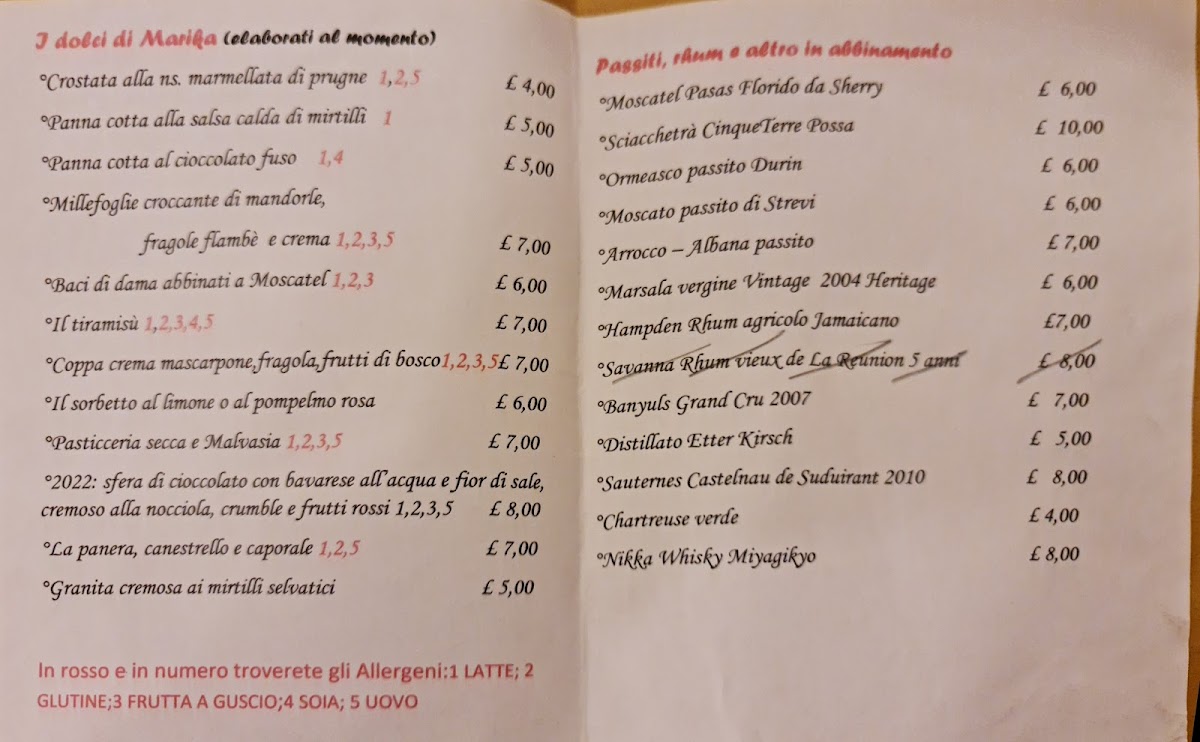 I dolci di Marika (elaborati al momento)
°Crostata alla ns. marmellata di prugne 1,2,5 £ 4,00
°Panna cotta alla salsa calda di mirtilli 1 £ 5,00
°Panna cotta al cioccolato fuso 1,4 £ 5,00
°Millefoglie croccante di mandorle,
fragole flambè e crema 1,2,3,5 £ 7,00
°Baci di dama abbinati a Moscatel 1,2,3 £ 6,00
°Il tiramisù 1,2,3,4,5 £ 7,00
°Coppa crema mascarpone,fragola,frutti di bosco1,2,3,5£ 7,00
°Il sorbetto al limone o al pompelmo rosa £ 6,00
°Pasticceria secca e Malvasia 1,2,3,5 £ 7,00
°2022: sfera di cioccolato con bavarese all'acqua e fior di sale,
cremoso alla nocciola, crumble e frutti rossi 1,2,3,5 £ 8,00
°La panera, canestrello e caporale 1,2,5 £ 7,00
°Granita cremosa ai mirtilli selvatici £ 5,00
In rosso e in numero troverete gli Allergeni:1 LATTE; 2
GLUTINE;3 FRUTTA A GUSCIO;4 SOIA; 5 UOVO
Passiti, rhum e altro in abbinamento
°Moscatel Pasas Florido da Sherry £ 6,00
°Sciacchetrà CinqueTerre Possa £ 10,00
°Ormeasco passito Durin £ 6,00
°Moscato passito di Strevi £ 6,00
°Arrocco – Albana passito £ 7,00
°Marsala vergine Vintage 2004 Heritage £ 6,00
°Hampden Rhum agricolo Jamaicano £7,00
°Savanna Rhum vieux de La Reunion 5 anni £ 8,00
°Banyuls Grand Cru 2007 £ 7,00
°Distillato Etter Kirsch £ 5,00
°Sauternes Castelnau de Suduirant 2010 £ 8,00
°Chartreuse verde £ 4,00
°Nikka Whisky Miyagikyo £ 8,00